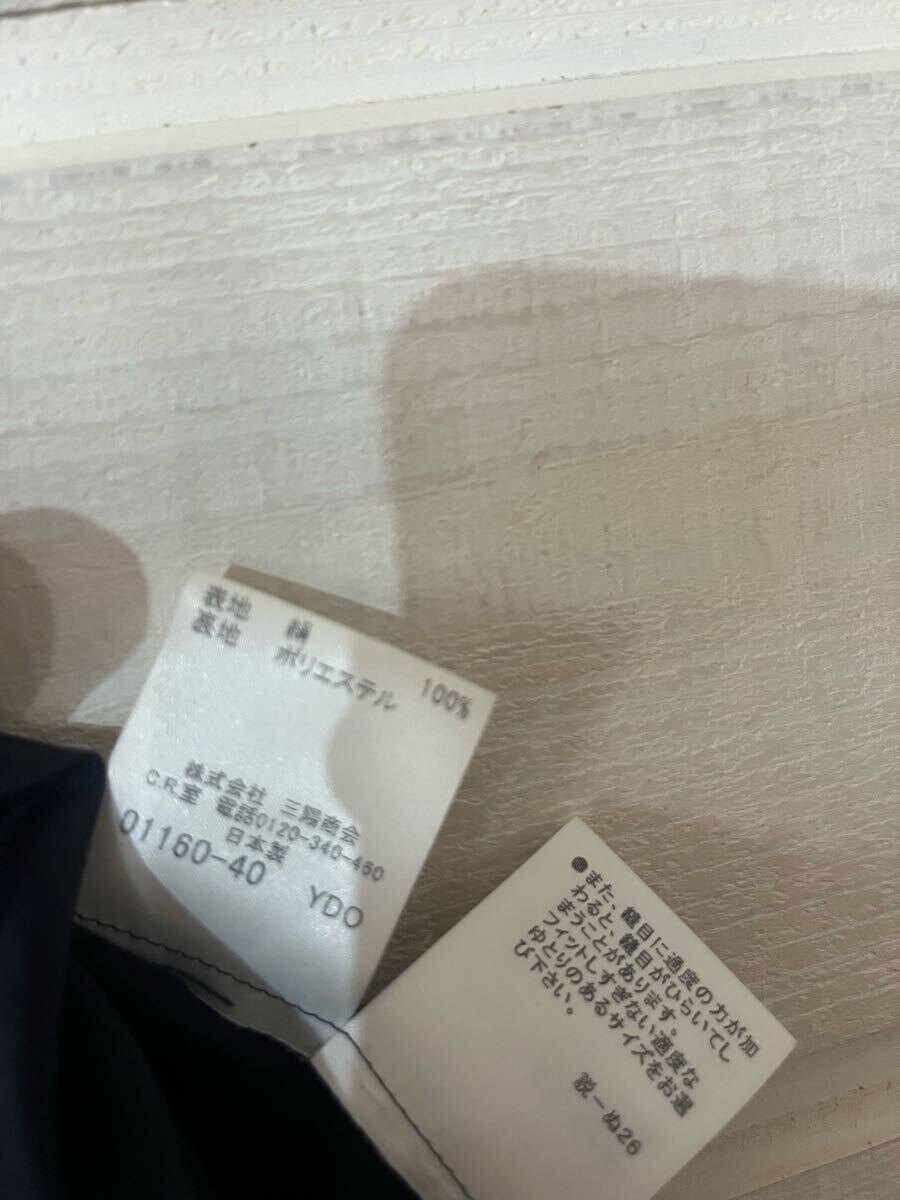 表地 絹
裏地 ポリエステル 100%
株式会社 三陽商会
C.R.室 電話0120-340-460
日本製
01160-40 YDO
●また、縫目に過度の力が加
わると、縫目がひらいてし
まうことがあります。
フィットしすぎない適度な
ゆとりのあるサイズをお選
び下さい。
説-ぬ26